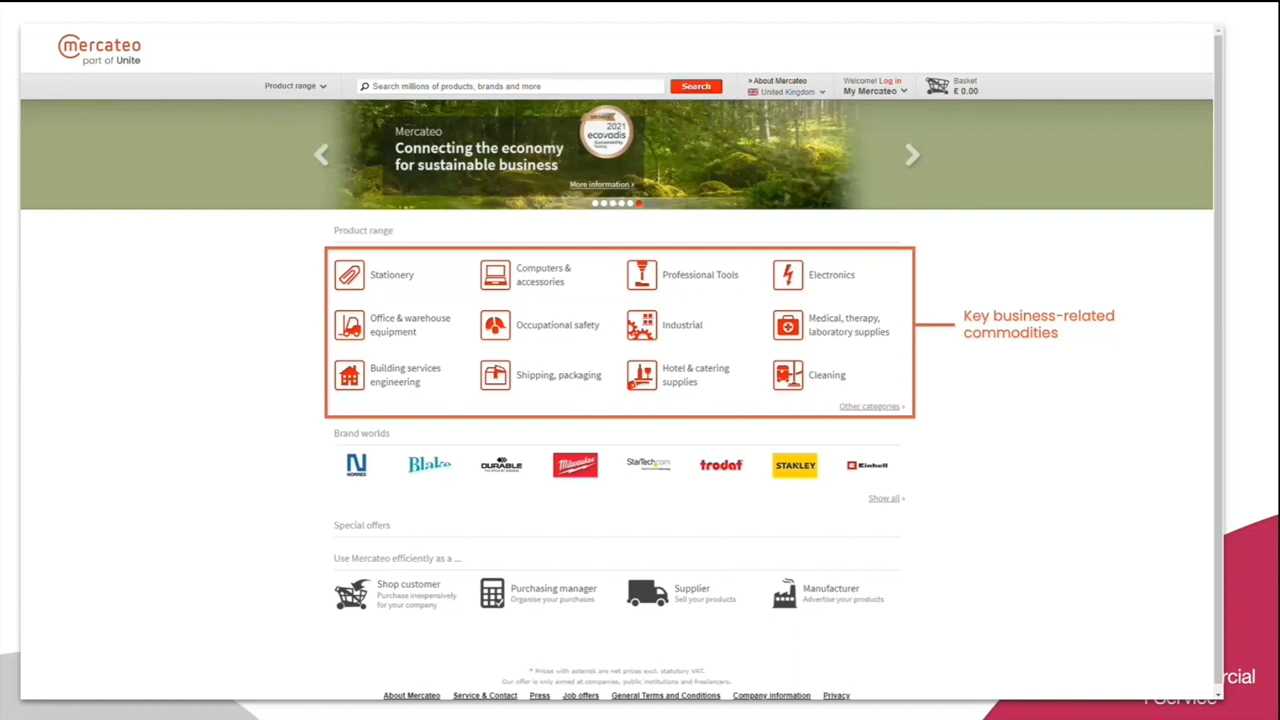 mercateo
part of Unite
Product range
Search millions of products, brands and more
Search
» About Mercateo
United Kingdom
Welcome! Log in
My Mercateo
Basket
£ 0.00
Mercateo
Connecting the economy
for sustainable business
More information »
BRONZE
2021
ecovadis
Sustainability
Rating
Product range
Stationery
Computers &
accessories
Professional Tools
Electronics
Office & warehouse
equipment
Occupational safety
Industrial
Medical, therapy,
laboratory supplies
Building services
engineering
Shipping, packaging
Hotel & catering
supplies
Cleaning
Other categories »
Key business-related
commodities
Brand worlds
NORRES
Blake
DURABLE
Milwaukee
StarTech.com
trodat
STANLEY
Einhell
Show all »
Special offers
Use Mercateo efficiently as a ...
Shop customer
Purchase inexpensively
for your company
Purchasing manager
Organise your purchases
Supplier
Sell your products
Manufacturer
Advertise your products
* Prices with asterisk are net prices excl. statutory VAT.
Our offer is only aimed at companies, public institutions and freelancers.
About Mercateo Service & Contact Press Job offers General Terms and Conditions Company information Privacy
rcial
Service